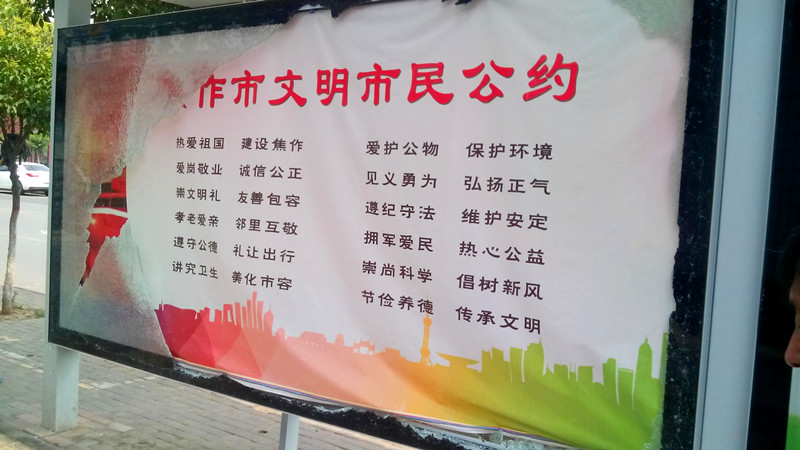 作市文明市民公约
热爱祖国 建设焦作
爱岗敬业 诚信公正
崇文明礼 友善包容
孝老爱亲 邻里互敬
遵守公德 礼让出行
讲究卫生 美化市容
爱护公物 保护环境
见义勇为 弘扬正气
遵纪守法 维护安定
拥军爱民 热心公益
崇尚科学 倡树新风
节俭养德 传承文明